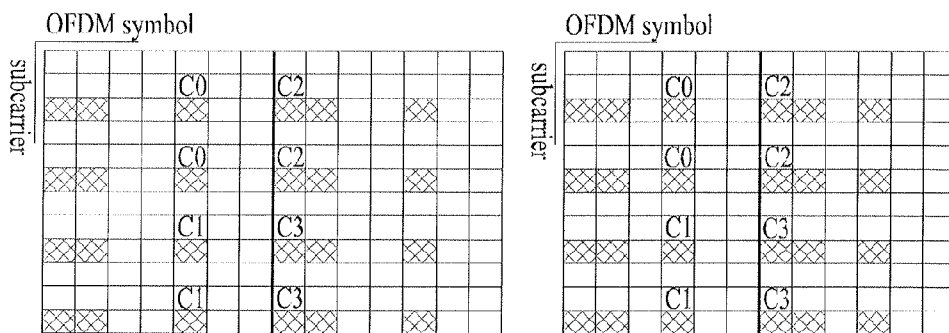 OFDM symbol
subcarrier
C0 C2
C0 C2
C1 C3
C1 C3
OFDM symbol
subcarrier
C0 C2
C0 C2
C1 C3
C1 C3